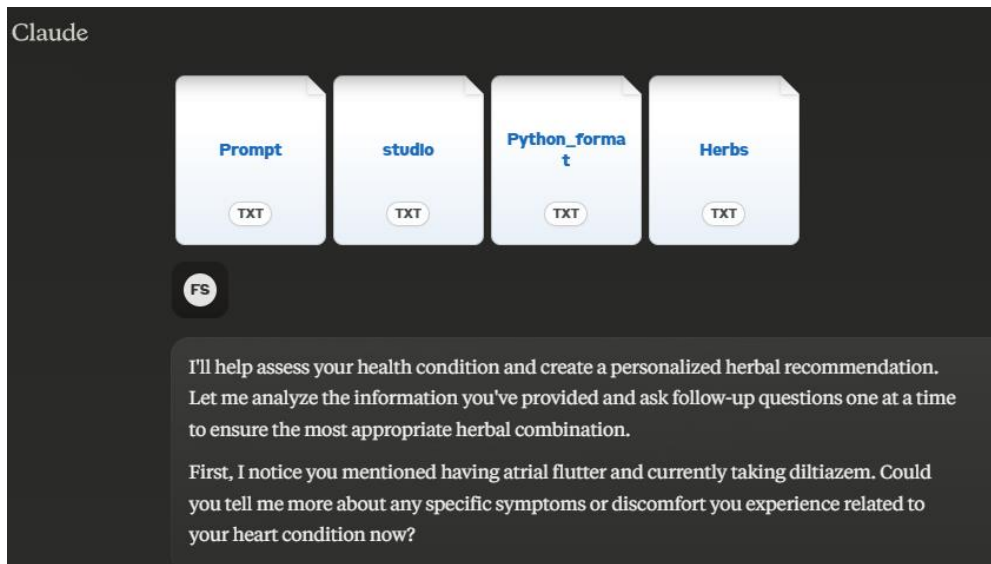 Claude
Prompt
studio
Python_forma
t
Herbs
TXT
TXT
TXT
TXT
FS
I'll help assess your health condition and create a personalized herbal recommendation.
Let me analyze the information you've provided and ask follow-up questions one at a time
to ensure the most appropriate herbal combination.
First, I notice you mentioned having atrial flutter and currently taking diltiazem. Could
you tell me more about any specific symptoms or discomfort you experience related to
your heart condition now?